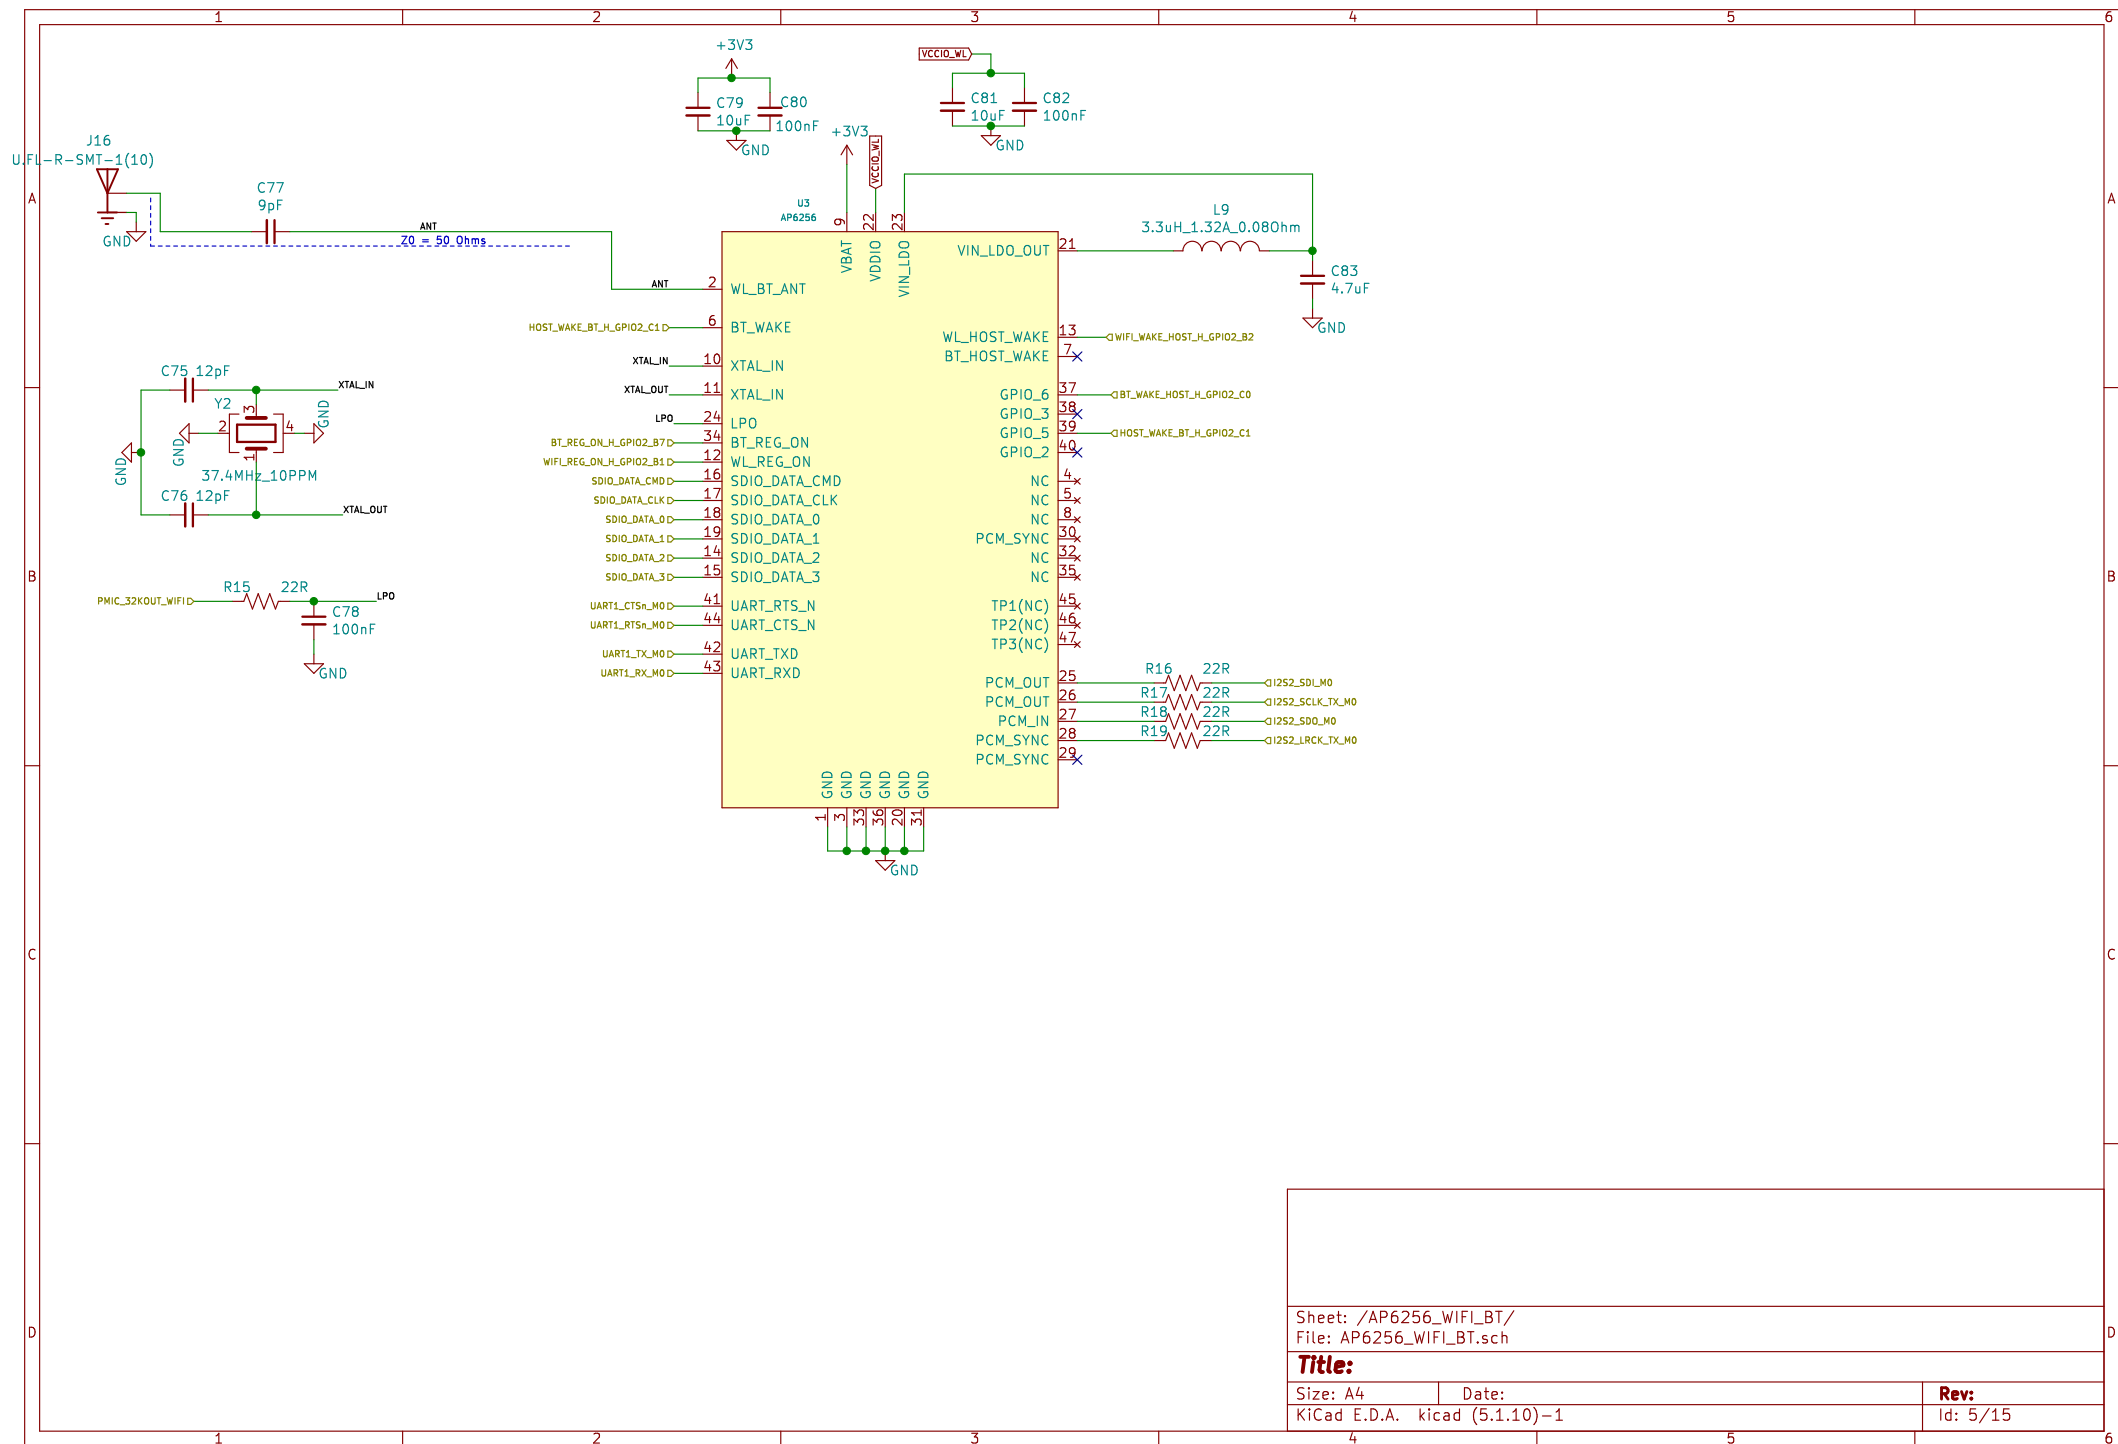 1 2 3 4 5 6
A
B
C
D
A
B
C
D
1 2 3 4 5 6
+3V3
C79
10uF
C80
100nF
GND
VCCIO_WL
C81
10uF
C82
100nF
GND
J16
U.FL-R-SMT-1(10)
GND
C77
9pF
ANT
Z0 = 50 Ohms
+3V3
VCCIO_WL
U3
AP6256
9
VBAT
22
VDDIO
23
VIN_LDO
21
VIN_LDO_OUT
L9
3.3uH_1.32A_0.08Ohm
C83
4.7uF
GND
ANT
2
WL_BT_ANT
HOST_WAKE_BT_H_GPIO2_C1
6
BT_WAKE
XTAL_IN
10
XTAL_IN
XTAL_OUT
11
XTAL_IN
LPO
24
LPO
BT_REG_ON_H_GPIO2_B7
34
BT_REG_ON
WIFI_REG_ON_H_GPIO2_B1
12
WL_REG_ON
SDIO_DATA_CMD
16
SDIO_DATA_CMD
SDIO_DATA_CLK
17
SDIO_DATA_CLK
SDIO_DATA_0
18
SDIO_DATA_0
SDIO_DATA_1
19
SDIO_DATA_1
SDIO_DATA_2
14
SDIO_DATA_2
SDIO_DATA_3
15
SDIO_DATA_3
UART1_CTSn_M0
41
UART_RTS_N
UART1_RTSn_M0
44
UART_CTS_N
UART1_TX_M0
42
UART_TXD
UART1_RX_M0
43
UART_RXD
WL_HOST_WAKE
13
WIFI_WAKE_HOST_H_GPIO2_B2
BT_HOST_WAKE
7
GPIO_6
37
BT_WAKE_HOST_H_GPIO2_C0
GPIO_3
38
GPIO_5
39
HOST_WAKE_BT_H_GPIO2_C1
GPIO_2
40
NC
4
NC
5
NC
8
PCM_SYNC
30
NC
32
NC
35
TP1(NC)
45
TP2(NC)
46
TP3(NC)
47
PCM_OUT
25
R16 22R
I2S2_SDI_M0
PCM_OUT
26
R17 22R
I2S2_SCLK_TX_M0
PCM_IN
27
R18 22R
I2S2_SDO_M0
PCM_SYNC
28
R19 22R
I2S2_LRCK_TX_M0
PCM_SYNC
29
GND GND GND GND GND GND
1 3 33 36 20 31
GND
C75 12pF
XTAL_IN
Y2
3
GND
2
4
GND
GND
1
37.4MHz_10PPM
C76 12pF
XTAL_OUT
PMIC_32KOUT_WIFI
R15 22R
LPO
C78
100nF
GND
Sheet: /AP6256_WIFI_BT/
File: AP6256_WIFI_BT.sch
Title:
Size: A4 Date: Rev:
KiCad E.D.A. kicad (5.1.10)-1 Id: 5/15